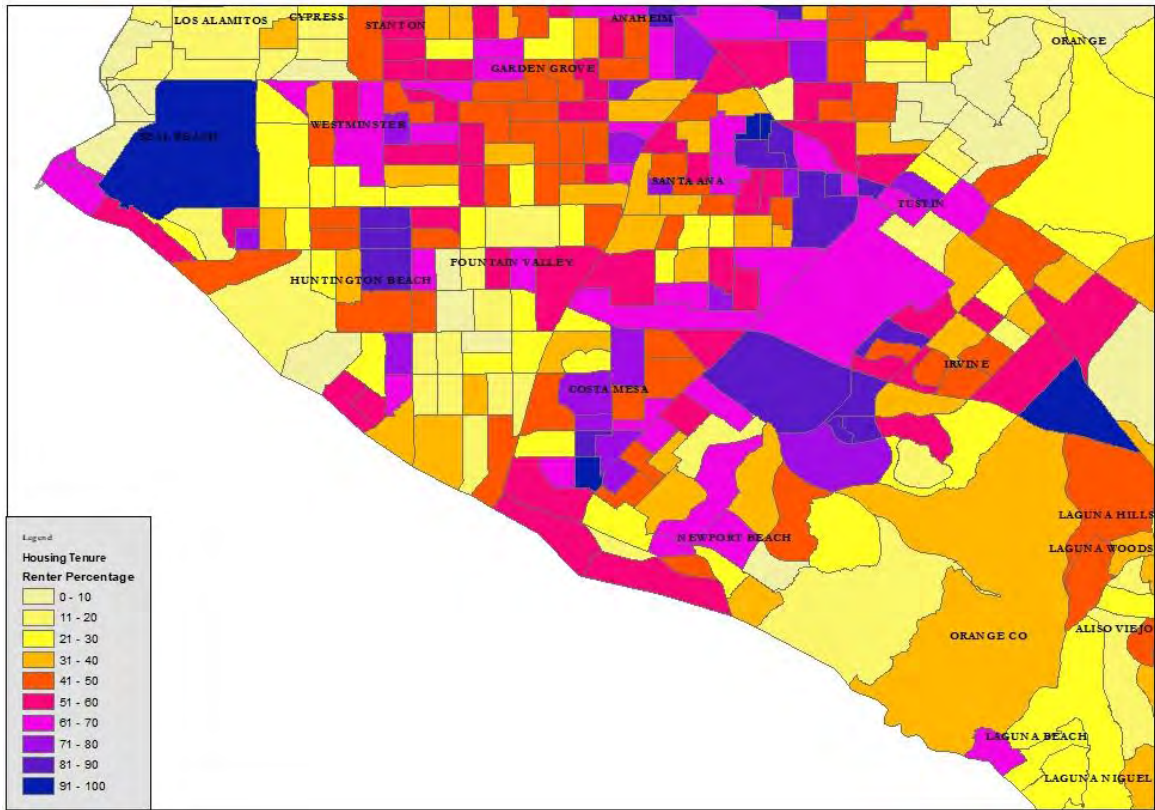 LOS ALAMITOS
CYPRESS
STANTON
ANAHEIM
ORANGE
GARDEN GROVE
SEAL BEACH
WESTMINSTER
SANTA ANA
TUSTIN
FOUNTAIN VALLEY
HUNTINGTON BEACH
IRVINE
COSTA MESA
LAGUNA HILLS
NEWPORT BEACH
LAGUNA WOODS
ALISO VIEJO
ORANGE CO
LAGUNA BEACH
LAGUNA NIGUEL
Legend
Housing Tenure
Renter Percentage
0 - 10
11 - 20
21 - 30
31 - 40
41 - 50
51 - 60
61 - 70
71 - 80
81 - 90
91 - 100